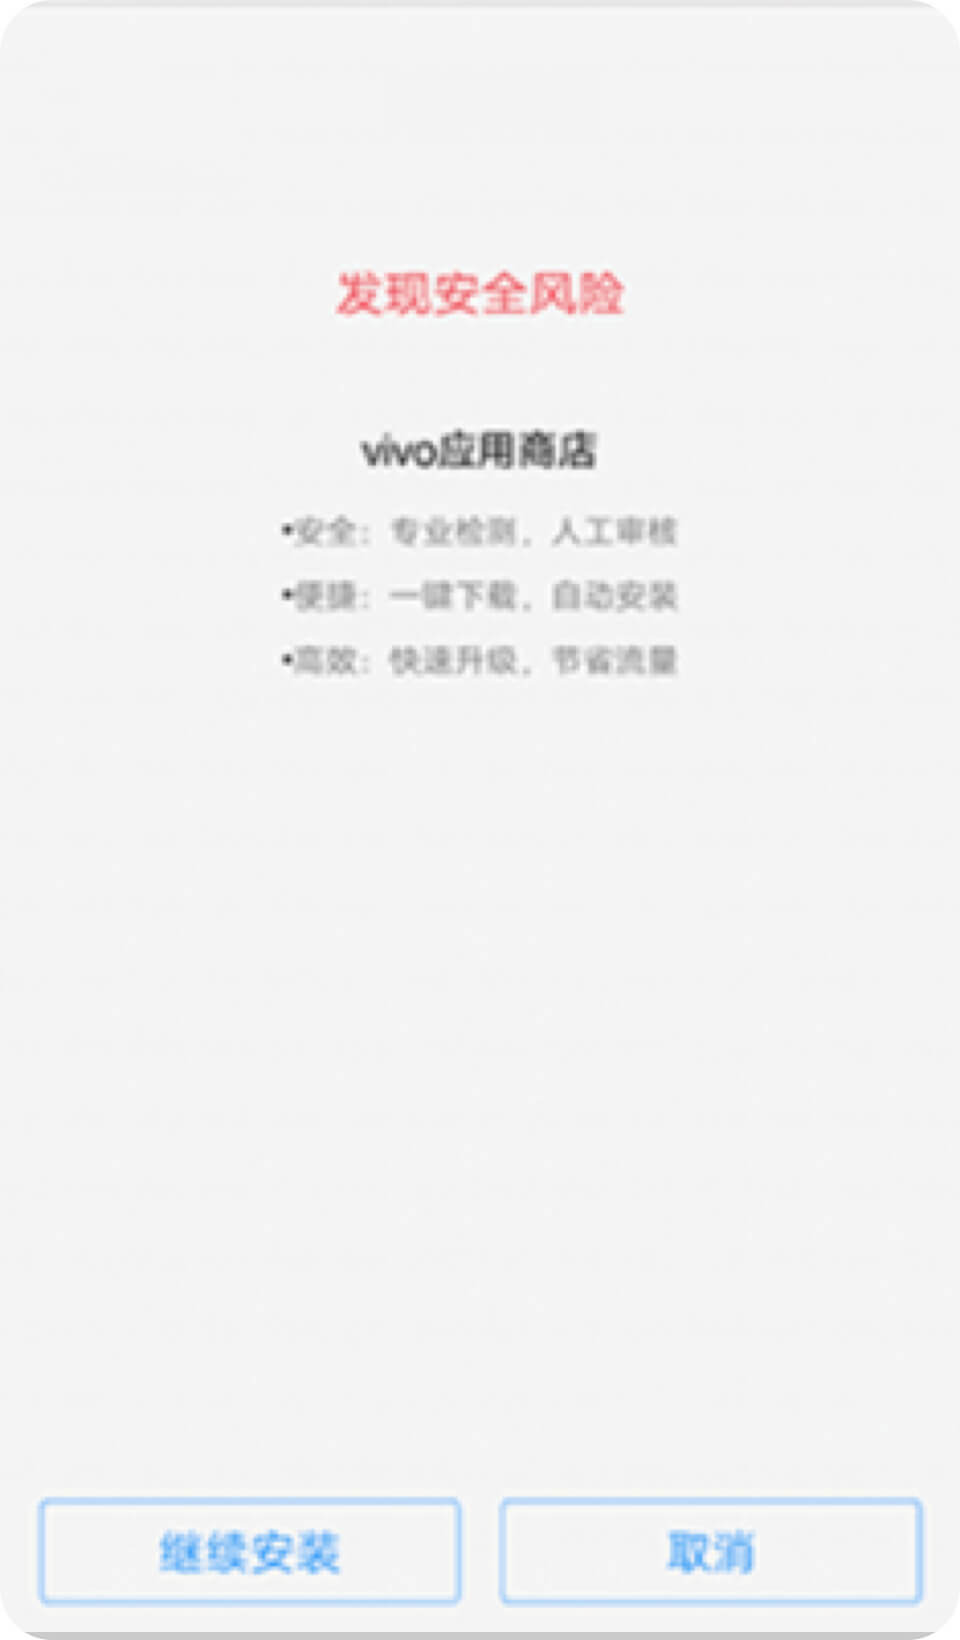 发现安全风险
vivo应用商店
•安全：专业检测，人工审核
•便捷：一键下载，自动安装
•高效：快速升级，节省流量
继续安装
取消